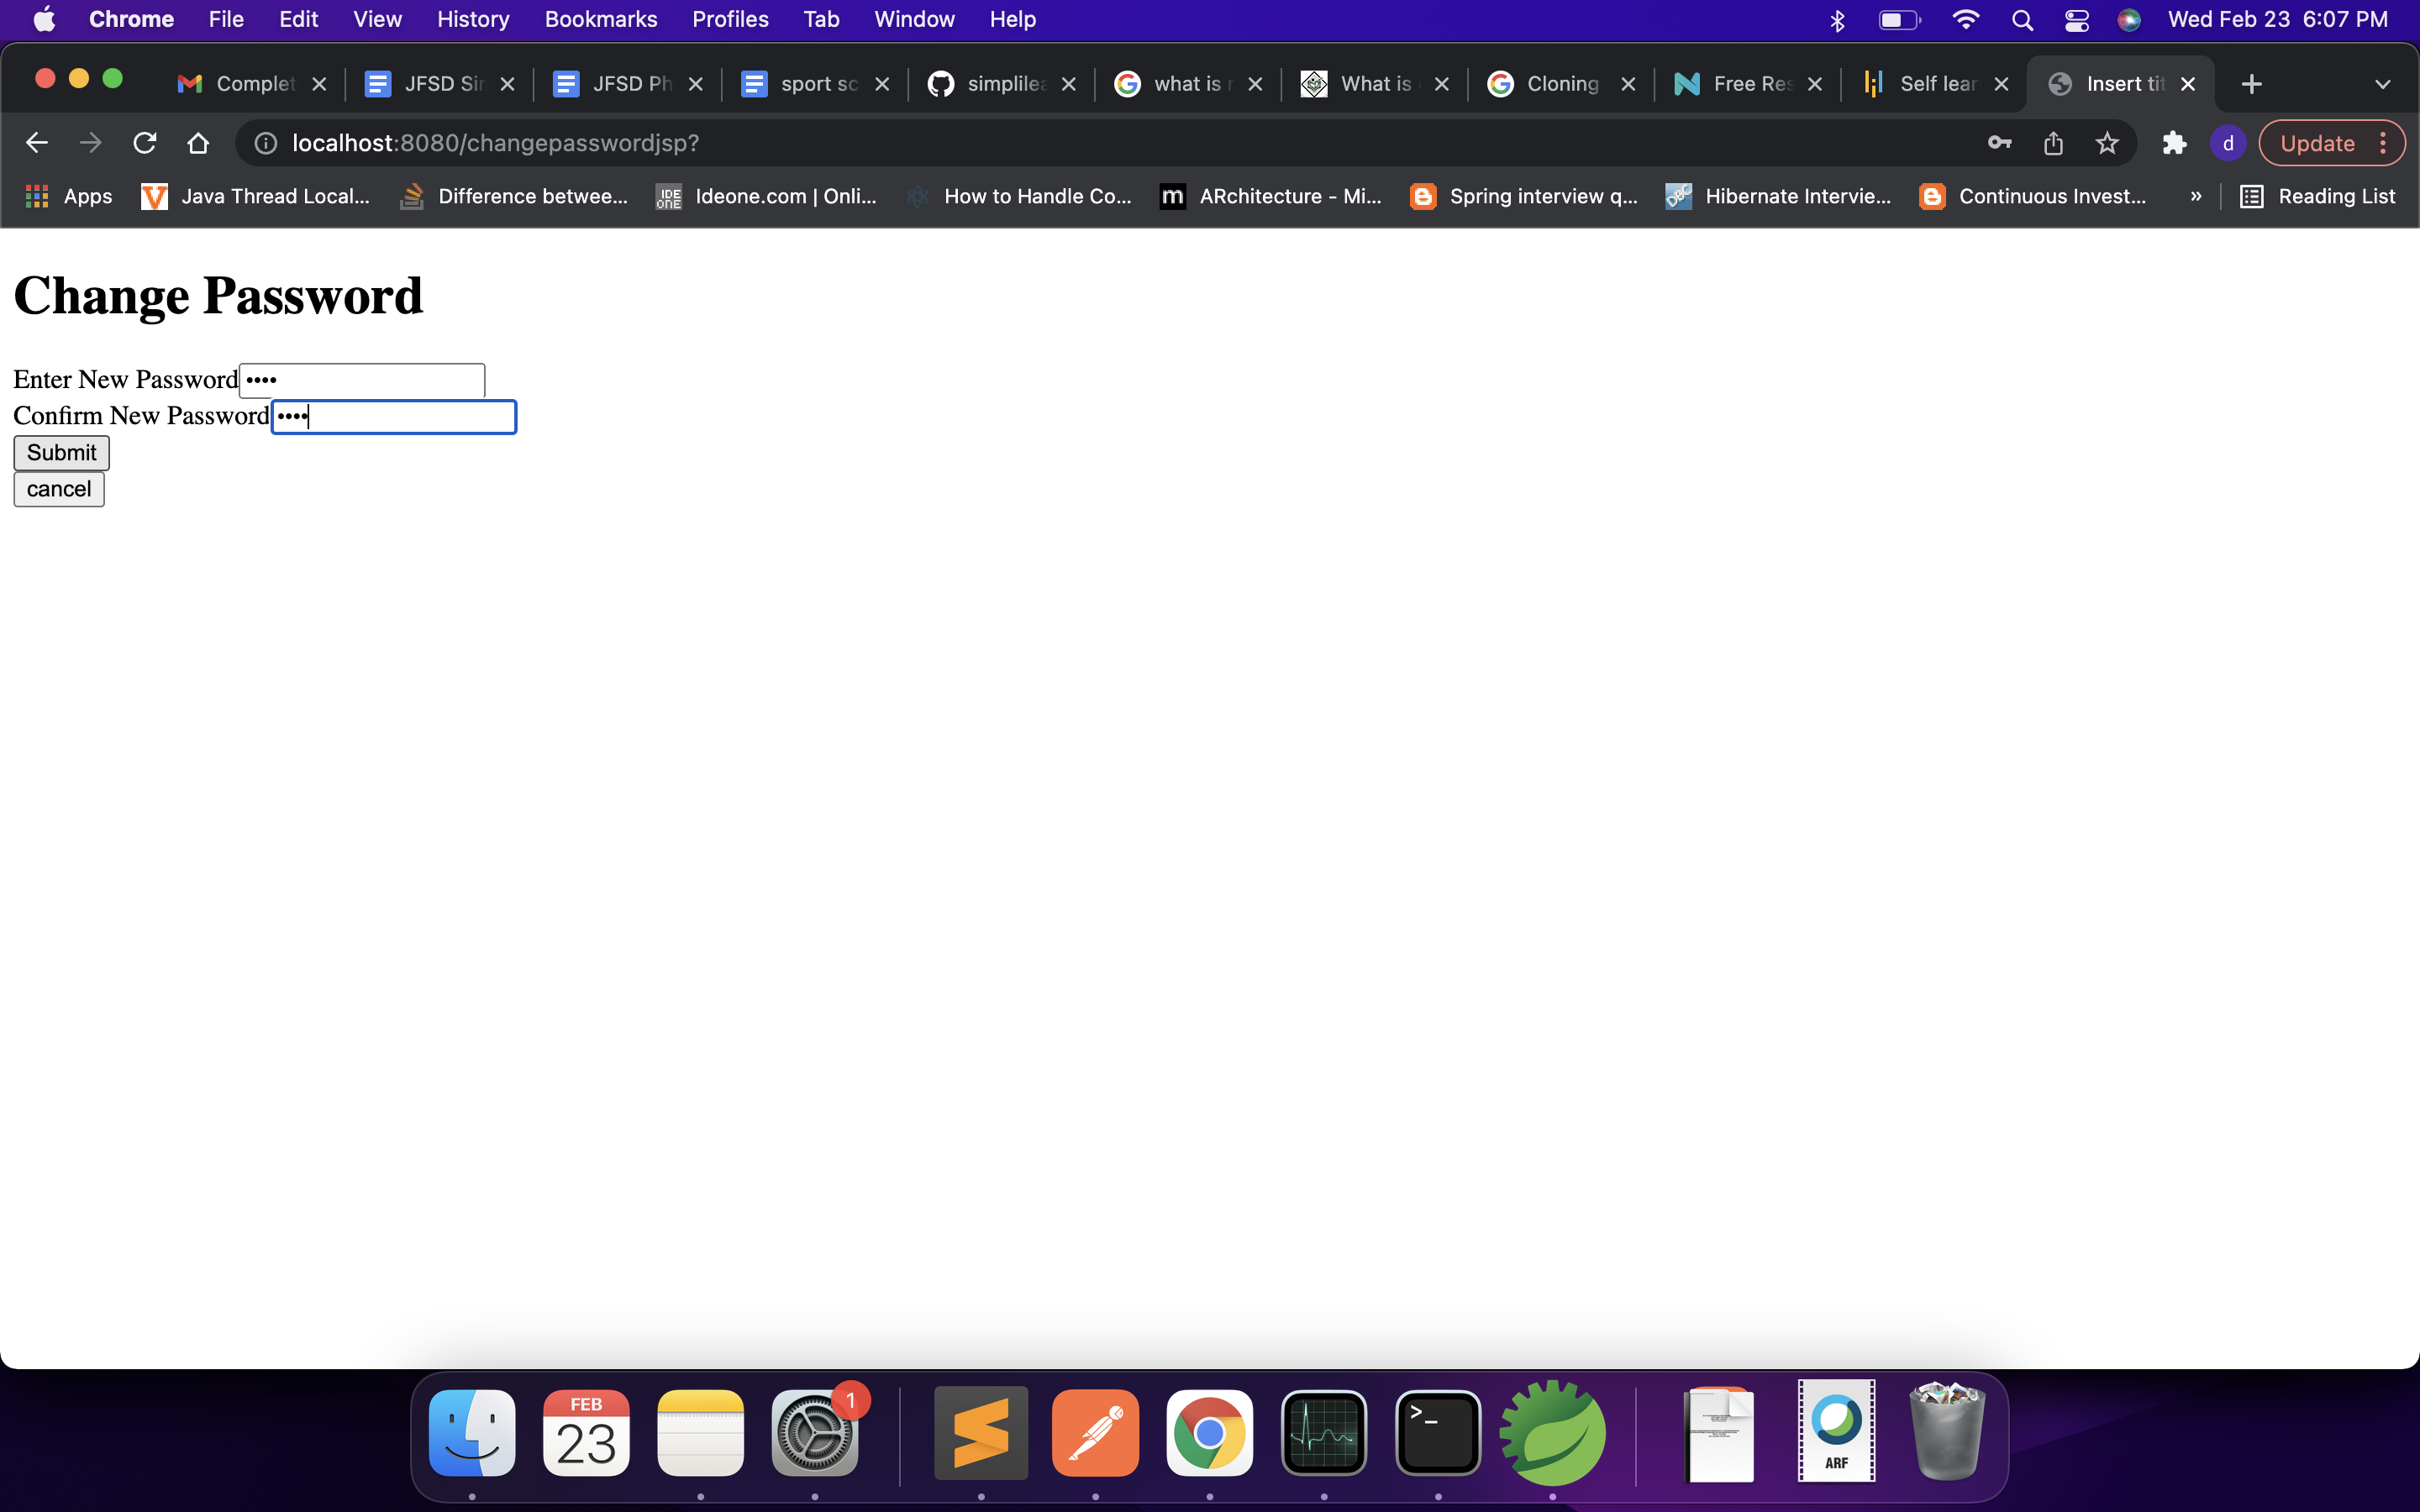 Chrome File Edit View History Bookmarks Profiles Tab Window Help Wed Feb 23 6:07 PM
Complet JFSD Sir JFSD Ph sport sc simplilea what is What is Cloning Free Res Self lear Insert tit
localhost:8080/changepasswordjsp? d Update
Apps Java Thread Local... Difference betwee... IDE ONE Ideone.com | Onli... How to Handle Co... m ARchitecture - Mi... Spring interview q... Hibernate Intervie... Continuous Invest... » Reading List
Change Password
Enter New Password ••••
Confirm New Password ••••
Submit
cancel
FEB 23 1 >_ ARF